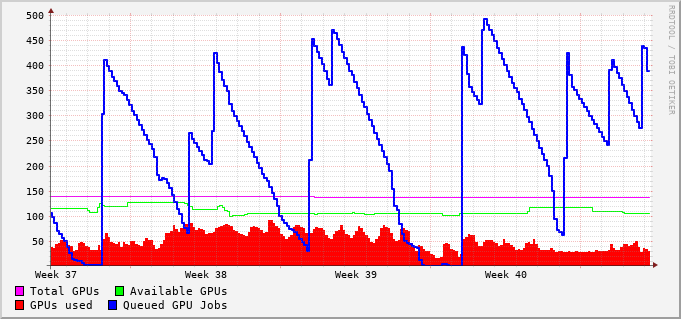 500
450
400
350
300
250
200
150
100
50
Week 37 Week 38 Week 39 Week 40
Total GPUs Available GPUs
GPUs used Queued GPU Jobs
RRDTOOL / TOBI OETIKER